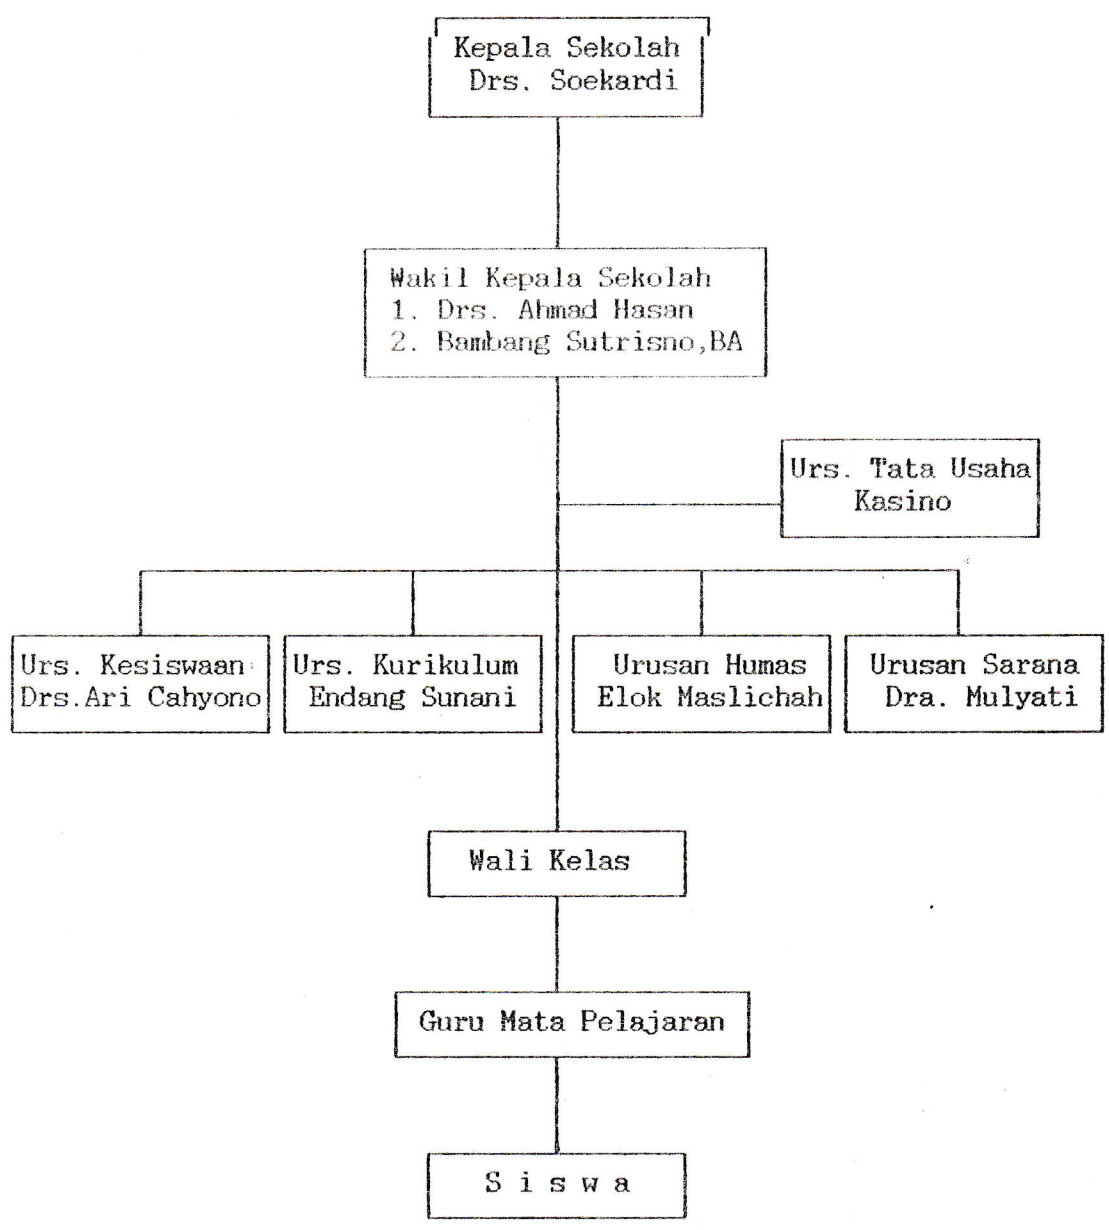 Kepala Sekolah
Drs. Soekardi
Wakil Kepala Sekolah
1. Drs. Ahmad Hasan
2. Bambang Sutrisno,BA
Urs. Tata Usaha
Kasino
Urs. Kesiswaan
Drs.Ari Cahyono
Urs. Kurikulum
Endang Sunani
Urusan Humas
Elok Maslichah
Urusan Sarana
Dra. Mulyati
Wali Kelas
Guru Mata Pelajaran
S i s w a